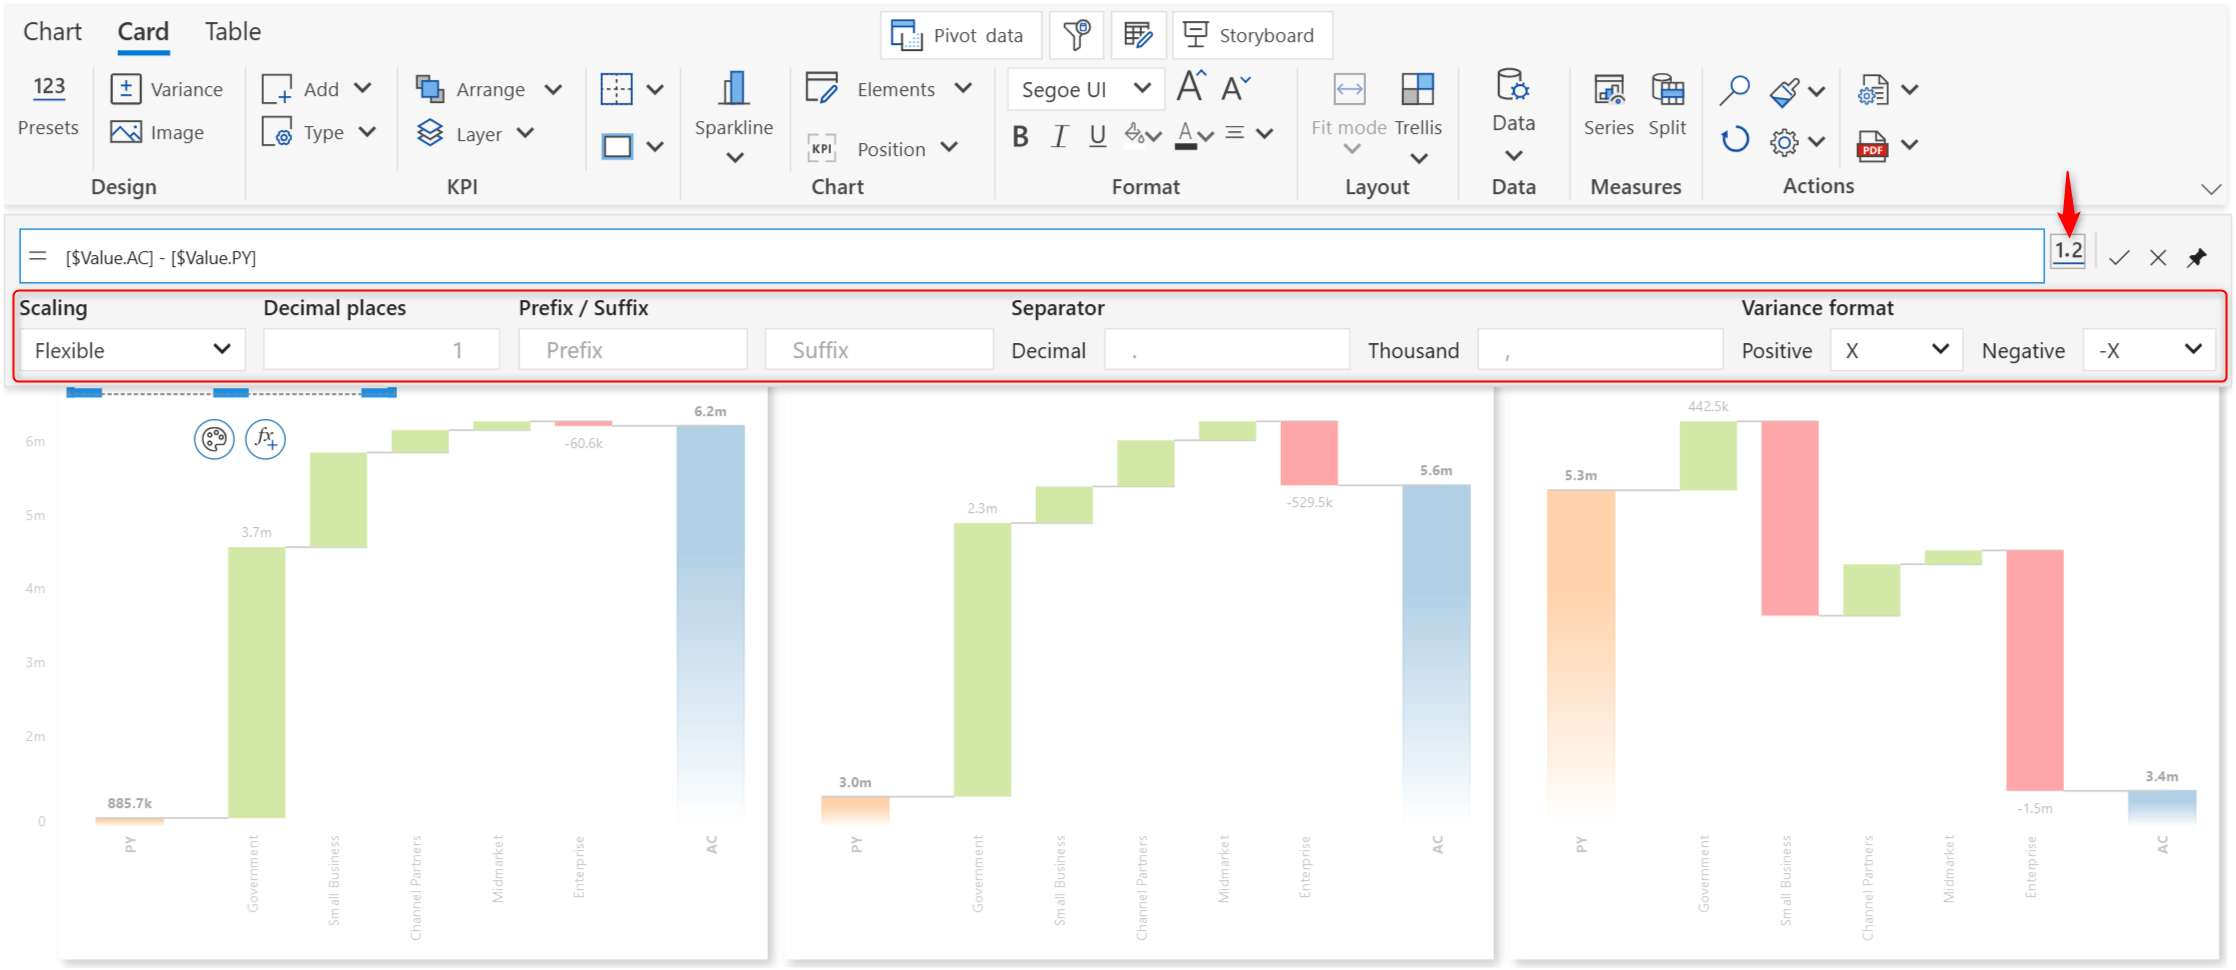 Chart Card Table
Pivot data Storyboard
123 Presets
± Variance
Image
Design
Add
Type
Arrange
Layer
KPI
Sparkline
Elements
KPI Position
Chart
Segoe UI A A
B I U A
Format
Fit mode Trellis
Layout
Data
Data
Series Split
Measures
PDF
Actions
= [$Value.AC] - [$Value.PY] 1.2
Scaling Decimal places Prefix / Suffix Separator Variance format
Flexible 1 Prefix Suffix Decimal . Thousand , Positive X Negative -X
fx
6m
5m
4m
3m
2m
0
885.7k
3.7m
-60.6k
6.2m
PY
Government
Small Business
Channel Partners
Midmarket
Enterprise
AC
3.0m
2.3m
-529.5k
5.6m
PY
Government
Small Business
Channel Partners
Midmarket
Enterprise
AC
5.3m
442.5k
-1.5m
3.4m
PY
Government
Small Business
Channel Partners
Midmarket
Enterprise
AC